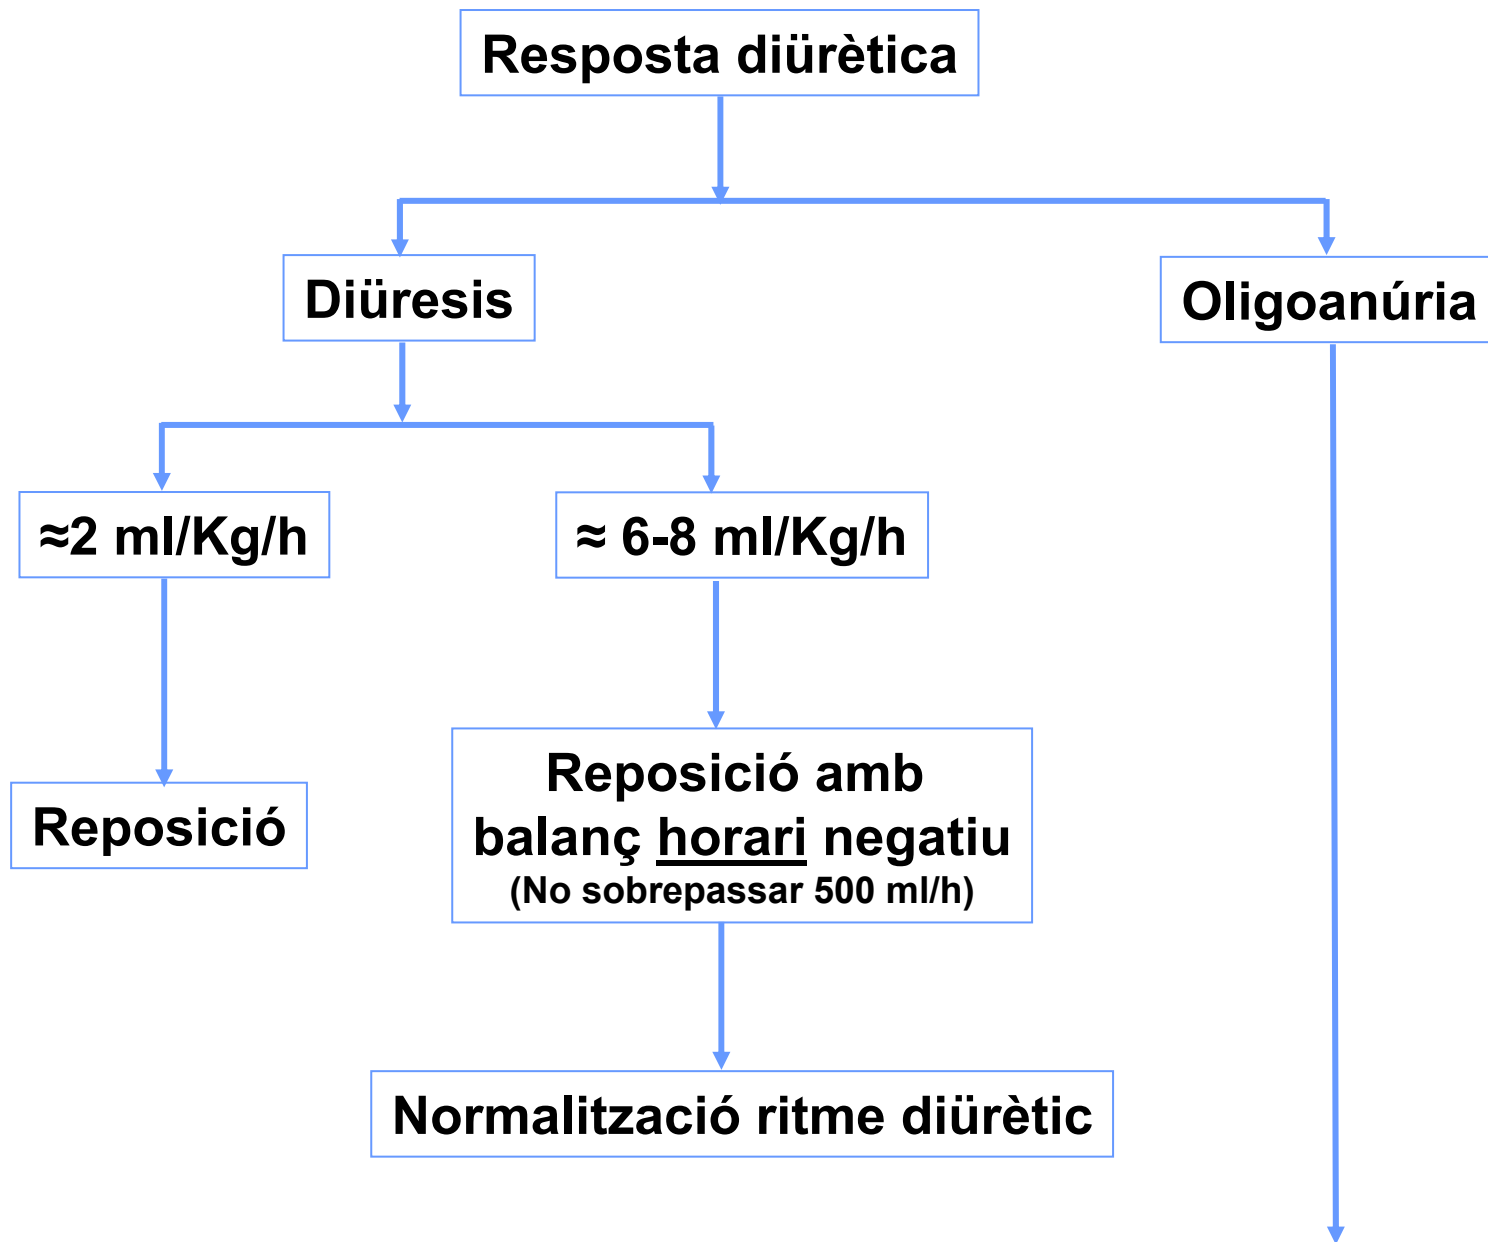 Resposta diürètica
Diüresis
Oligoanúria
≈2 ml/Kg/h
≈ 6-8 ml/Kg/h
Reposició
Reposició amb
balanç horari negatiu
(No sobrepassar 500 ml/h)
Normalització ritme diürètic